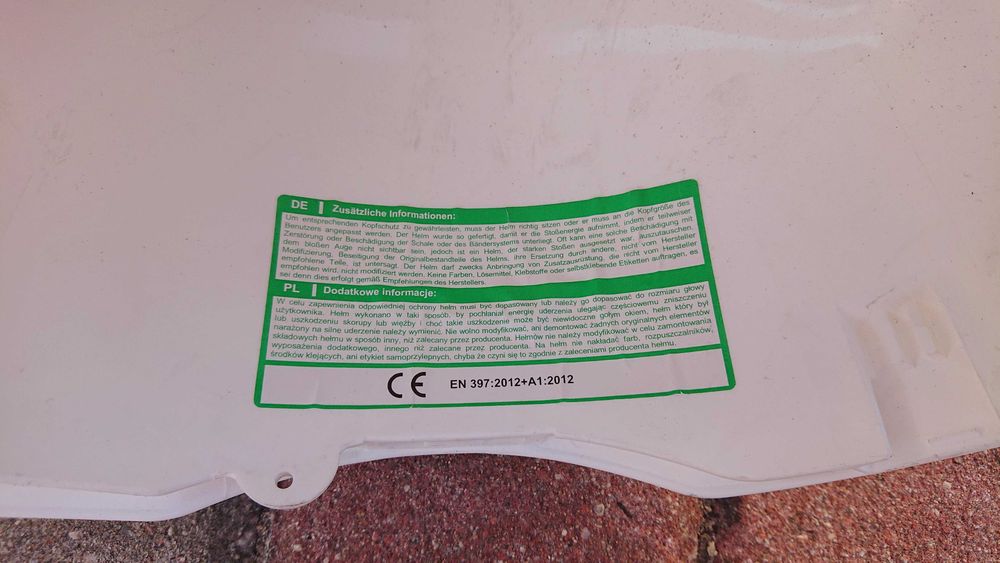 DE | Zusätzliche Informationen:
Um entsprechenden Kopfschutz zu gewährleisten, muss der Helm richtig sitzen oder er muss an die Kopfgröße des
Benutzers angepasst werden. Der Helm wurde so gefertigt, damit er die Stoßenergie aufnimmt, indem er teilweiser
Zerstörung oder Beschädigung der Schale oder des Bändersystems unterliegt. Oft kann eine solche Beschädigung mit
dem bloßen Auge nicht sichtbar sein, jedoch ist ein Helm, der starken Stoßen ausgesetzt war, auszutauschen.
Modifizierung, Beseitigung der Originalbestandteile des Helms, ihre Ersetzung durch andere, nicht vom Hersteller
empfohlene Teile, ist untersagt. Der Helm darf zwecks Anbringung von Zusatzausrüstung, die nicht vom Hersteller
empfohlen wird, nicht modifiziert werden. Keine Farben, Lösemittel, Klebstoffe oder selbstklebende Etiketten auftragen, es
sei denn dies erfolgt gemäß Empfehlungen des Herstellers.
PL | Dodatkowe informacje:
W celu zapewnienia odpowiedniej ochrony hełm musi być dopasowany lub należy go dopasować do rozmiaru głowy
użytkownika. Hełm wykonano w taki sposób, by pochłaniał energię uderzenia ulegając częściowemu zniszczeniu
lub uszkodzeniu skorupy lub więźby i choć takie uszkodzenie może być niewidoczne gołym okiem, hełm który był
narażony na silne uderzenie należy wymienić. Nie wolno modyfikować, ani demontować żadnych oryginalnych elementów
składowych hełmu w sposób inny, niż zalecany przez producenta. Hełmów nie należy modyfikować w celu zamontowania
wyposażenia dodatkowego, innego niż zalecane przez producenta. Na hełm nie nakładać farb, rozpuszczalników,
środków klejących, ani etykiet samoprzylepnych, chyba że czyni się to zgodnie z zaleceniami producenta hełmu.
CE EN 397:2012+A1:2012